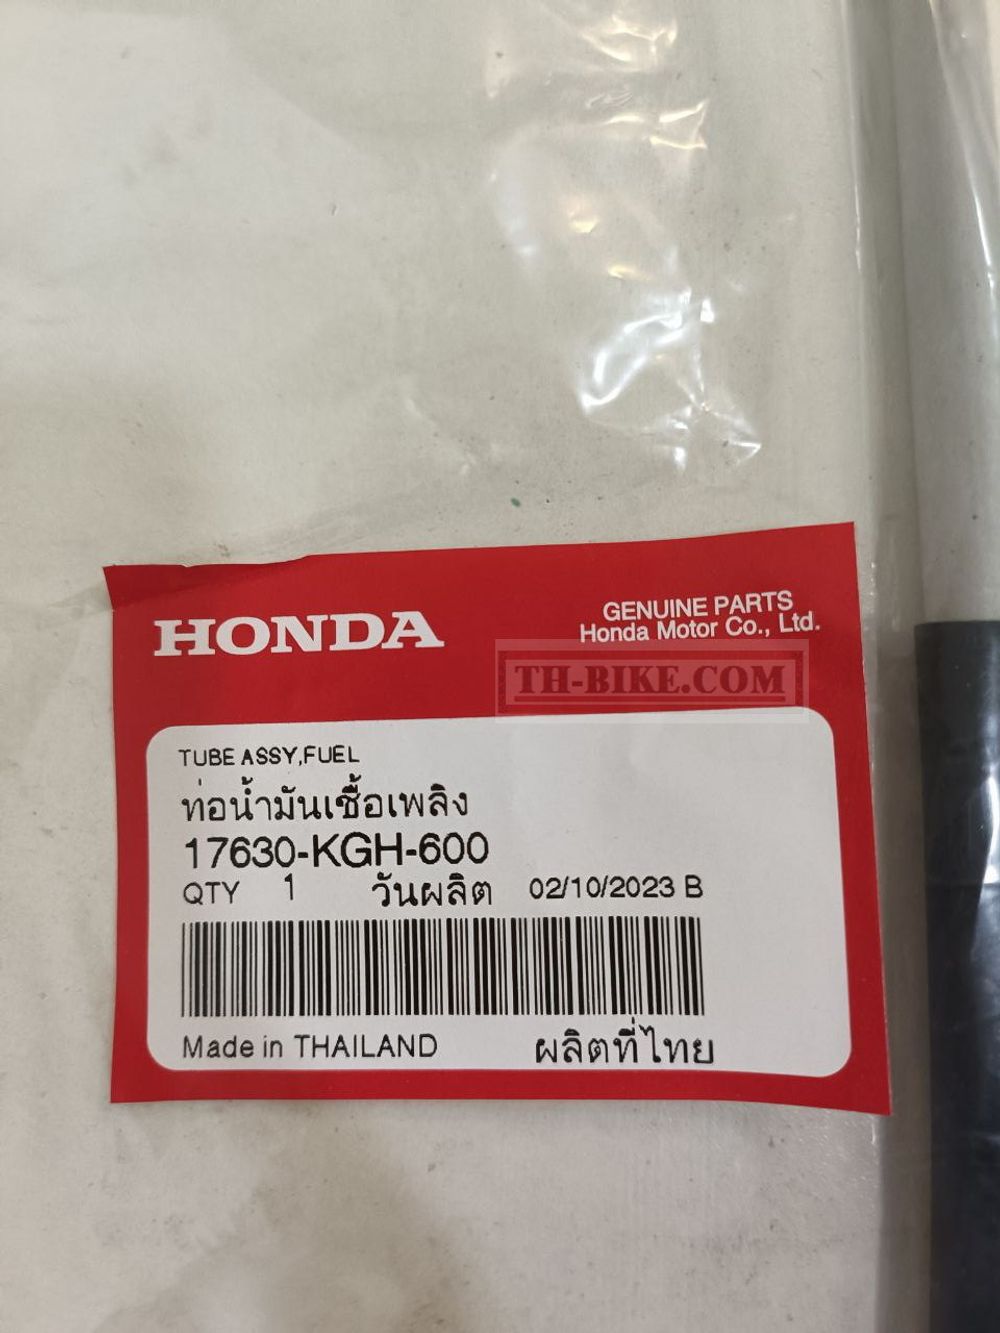 HONDA
GENUINE PARTS
Honda Motor Co., Ltd.
TH-BIKE.COM
TUBE ASSY,FUEL
ท่อน้ำมันเชื้อเพลิง
17630-KGH-600
QTY 1 วันผลิต 02/10/2023 B
Made in THAILAND ผลิตที่ไทย